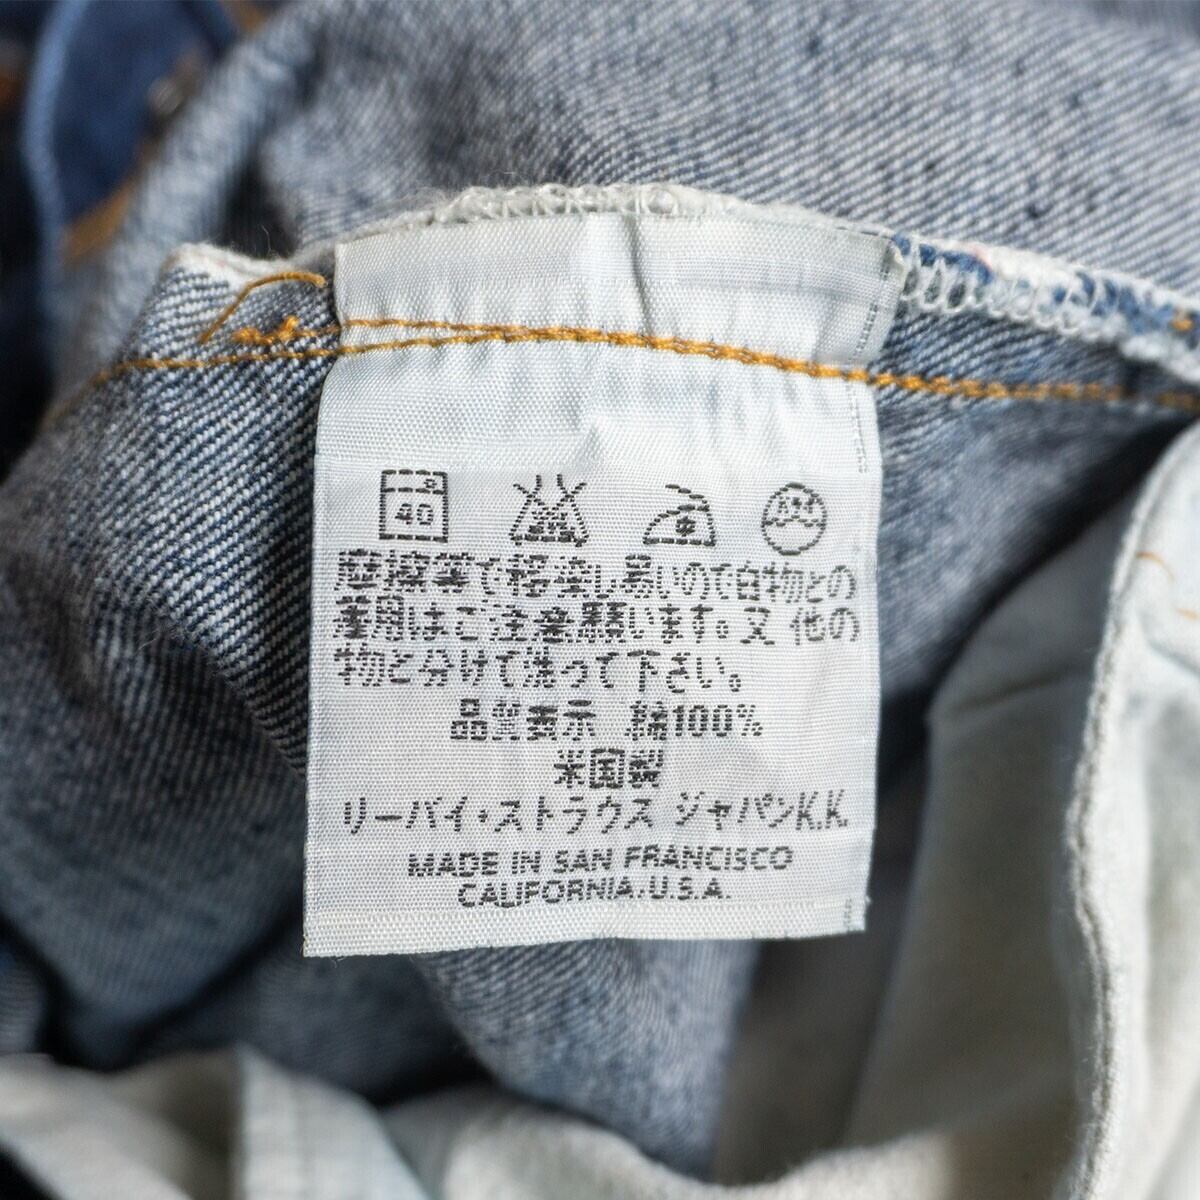 40
摩擦等で移染し易いので白物との
着用はご注意願います。又 他の
物と分けて洗って下さい。
品質表示 綿100%
米国製
リーバイ・ストラウス ジャパンK.K.
MADE IN SAN FRANCISCO
CALIFORNIA, U.S.A.